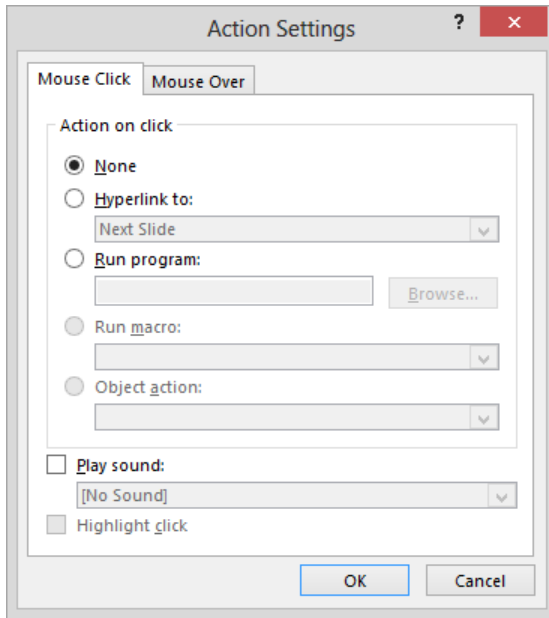 Action Settings
?
Mouse Click
Mouse Over
Action on click
None
Hyperlink to:
Next Slide
Run program:
Browse...
Run macro:
Object action:
Play sound:
[No Sound]
Highlight click
OK
Cancel